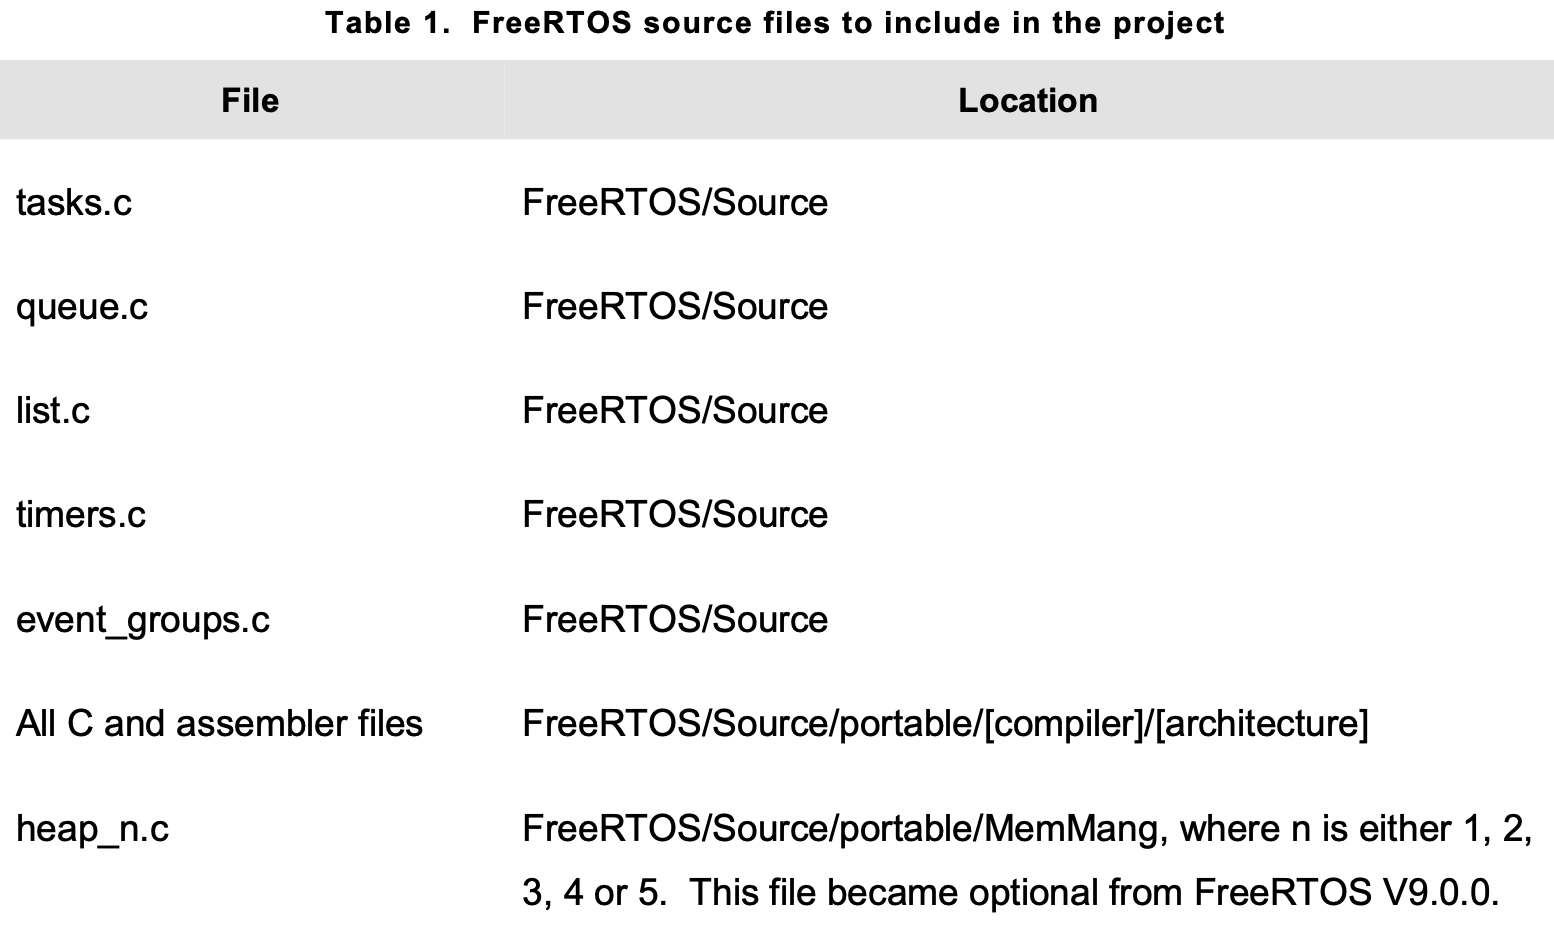 Table 1. FreeRTOS source files to include in the project
File Location
tasks.c FreeRTOS/Source
queue.c FreeRTOS/Source
list.c FreeRTOS/Source
timers.c FreeRTOS/Source
event_groups.c FreeRTOS/Source
All C and assembler files FreeRTOS/Source/portable/[compiler]/[architecture]
heap_n.c FreeRTOS/Source/portable/MemMang, where n is either 1, 2,
3, 4 or 5. This file became optional from FreeRTOS V9.0.0.